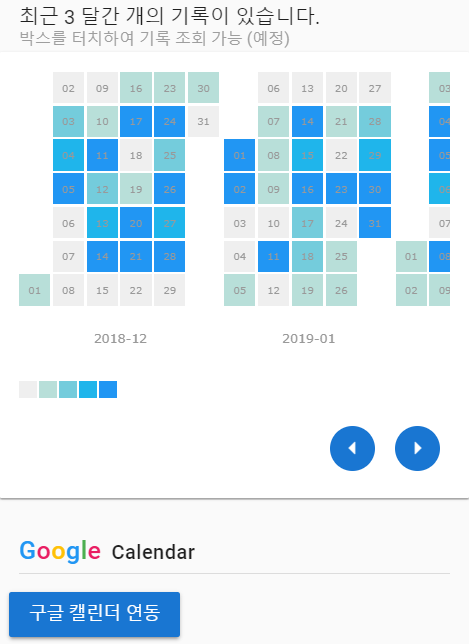 최근 3 달간 개의 기록이 있습니다.
박스를 터치하여 기록 조회 가능 (예정)
02 09 16 23 30 06 13 20 27 03
03 10 17 24 31 07 14 21 28 04
04 11 18 25 01 08 15 22 29 05
05 12 19 26 02 09 16 23 30 06
06 13 20 27 03 10 17 24 31 07
07 14 21 28 04 11 18 25 01 08
01 08 15 22 29 05 12 19 26 02 09
2018-12 2019-01
Google Calendar
구글 캘린더 연동